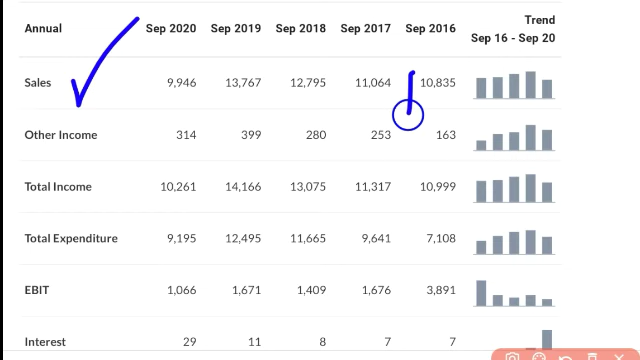 Trend
Annual Sep 2020 Sep 2019 Sep 2018 Sep 2017 Sep 2016 Sep 16 - Sep 20
Sales 9,946 13,767 12,795 11,064 10,835
Other Income 314 399 280 253 163
Total Income 10,261 14,166 13,075 11,317 10,999
Total Expenditure 9,195 12,495 11,665 9,641 7,108
EBIT 1,066 1,671 1,409 1,676 3,891
Interest 29 11 8 7 7